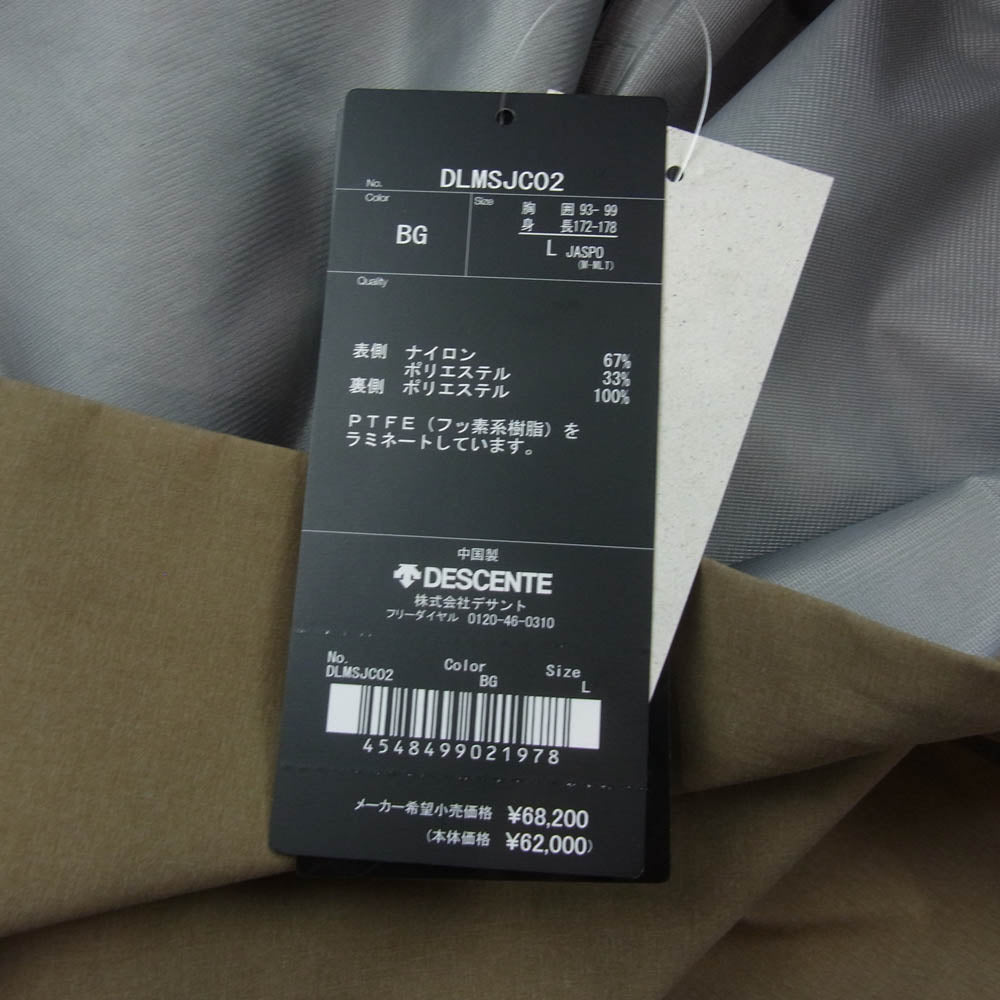 No. DLMSJC02
Color BG
Size 胸 囲 93-99
身 長172-178
L JASPO
(M-MLT)
Quality
表側 ナイロン 67%
ポリエステル 33%
裏側 ポリエステル 100%
PTFE(フッ素系樹脂)を
ラミネートしています。
中国製
DESCENTE
株式会社デサント
フリーダイヤル 0120-46-0310
No. Color Size
DLMSJC02 BG L
4548499021978
メーカー希望小売価格 ¥68,200
(本体価格 ¥62,000)